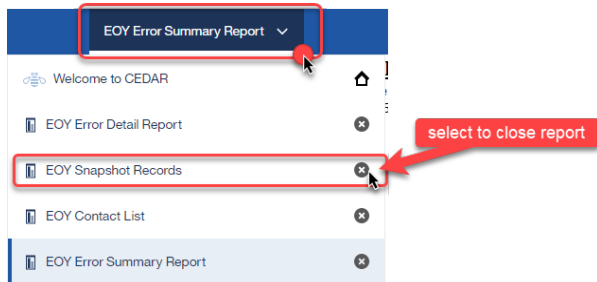 EOY Error Summary Report
Welcome to CEDAR
EOY Error Detail Report
select to close report
EOY Snapshot Records
EOY Contact List
EOY Error Summary Report